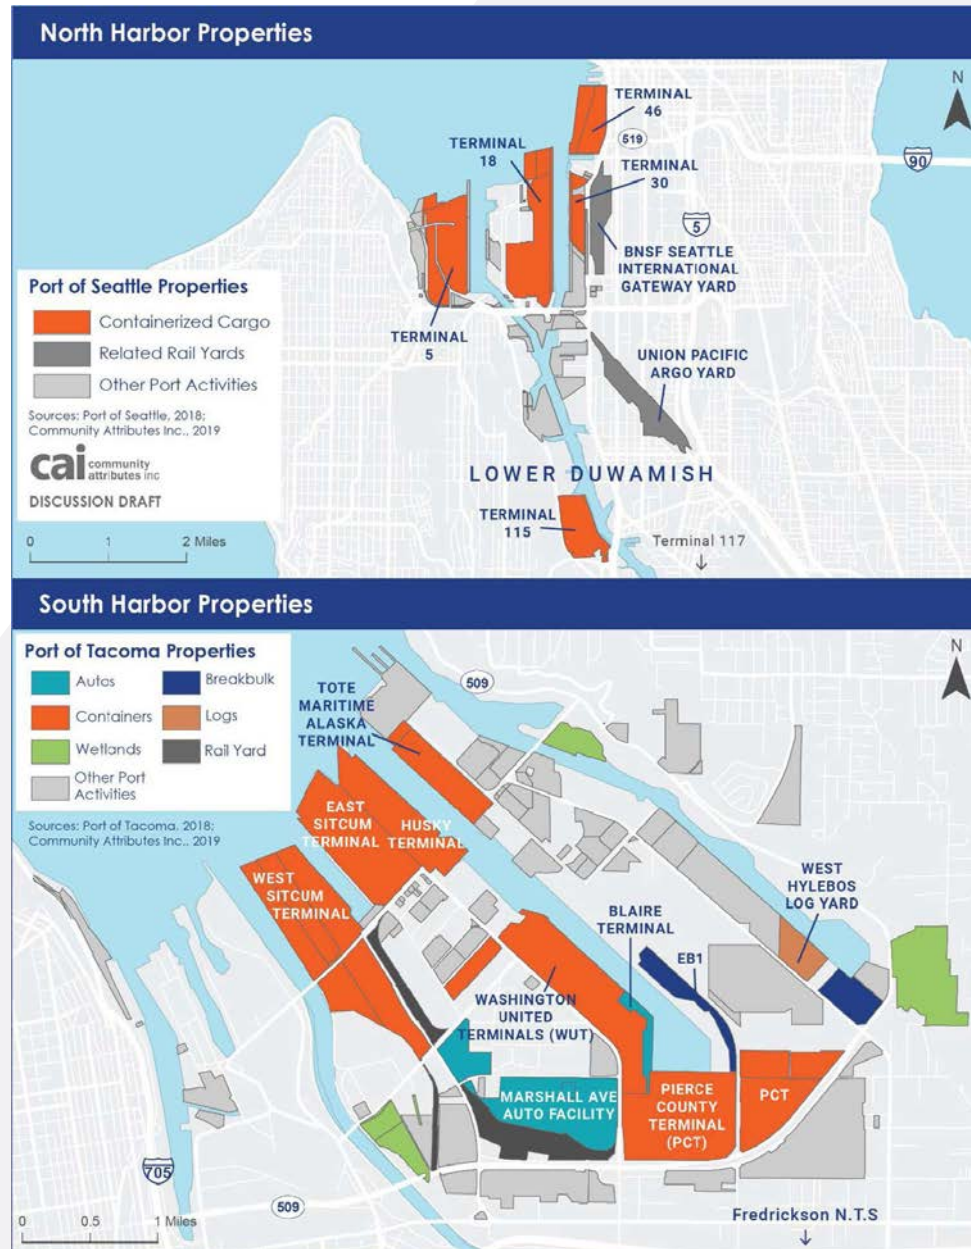 North Harbor Properties
N
TERMINAL
46
519
TERMINAL
18
90
TERMINAL
30
5
BNSF SEATTLE
INTERNATIONAL
GATEWAY YARD
Port of Seattle Properties
Containerized Cargo
Related Rail Yards
Other Port Activities
TERMINAL
5
UNION PACIFIC
ARGO YARD
Sources: Port of Seattle, 2018;
Community Attributes Inc., 2019
cai community
attributes inc
DISCUSSION DRAFT
LOWER DUWAMISH
TERMINAL
115
Terminal 117
0 1 2 Miles
South Harbor Properties
N
Port of Tacoma Properties
Autos
Breakbulk
Containers
Logs
Wetlands
Rail Yard
Other Port
Activities
Sources: Port of Tacoma, 2018;
Community Attributes Inc., 2019
509
TOTE
MARITIME
ALASKA
TERMINAL
EAST
SITCUM
TERMINAL
HUSKY
TERMINAL
WEST
SITCUM
TERMINAL
WEST
HYLEBOS
LOG YARD
BLAIRE
TERMINAL
EB1
WASHINGTON
UNITED
TERMINALS (WUT)
MARSHALL AVE
AUTO FACILITY
PIERCE
COUNTY
TERMINAL
(PCT)
PCT
705
509
0 0.5 1 Miles
Fredrickson N.T.S